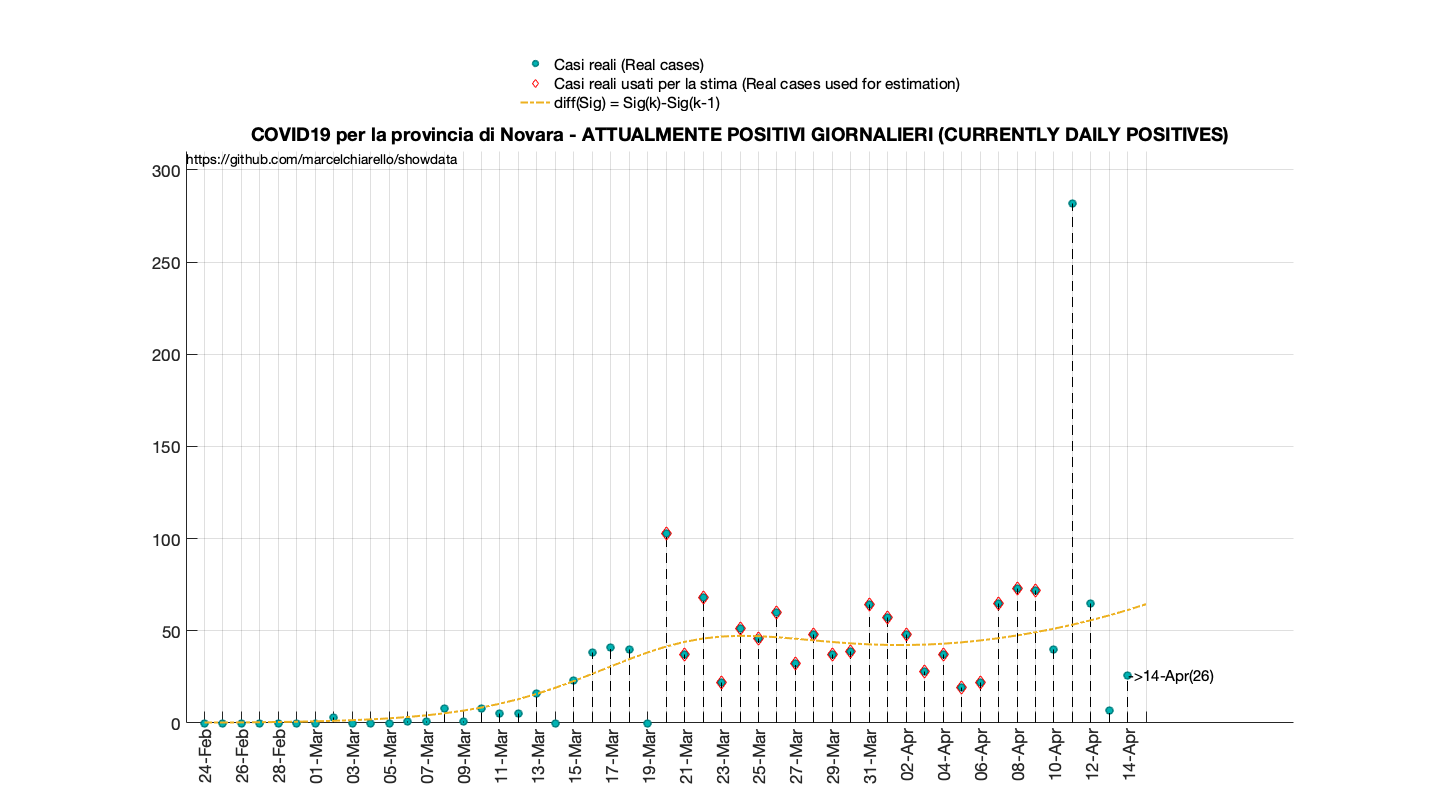 Casi reali (Real cases)
Casi reali usati per la stima (Real cases used for estimation)
diff(Sig) = Sig(k)-Sig(k-1)
COVID19 per la provincia di Novara - ATTUALMENTE POSITIVI GIORNALIERI (CURRENTLY DAILY POSITIVES)
https://github.com/marcelchiarello/showdata
300
250
200
150
100
50
0
->14-Apr(26)
24-Feb
26-Feb
28-Feb
01-Mar
03-Mar
05-Mar
07-Mar
09-Mar
11-Mar
13-Mar
15-Mar
17-Mar
19-Mar
21-Mar
23-Mar
25-Mar
27-Mar
29-Mar
31-Mar
02-Apr
04-Apr
06-Apr
08-Apr
10-Apr
12-Apr
14-Apr